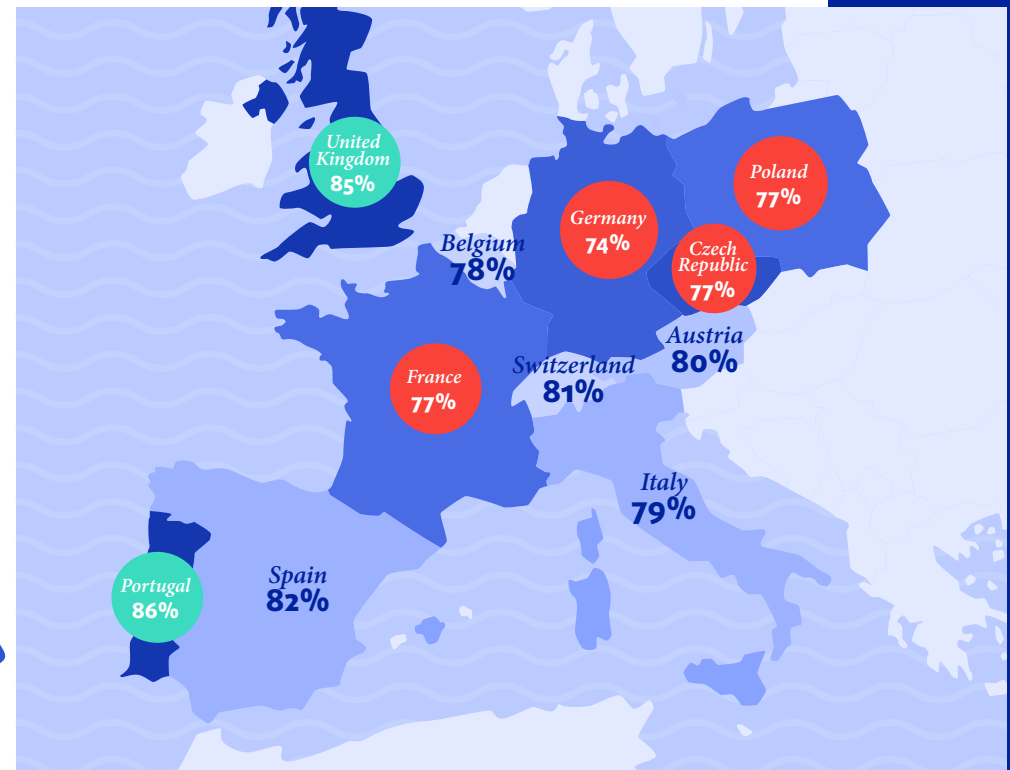 United
Kingdom
85%
Poland
77%
Germany
74%
Belgium
78%
Czech
Republic
77%
Austria
80%
Switzerland
81%
France
77%
Italy
79%
Spain
82%
Portugal
86%